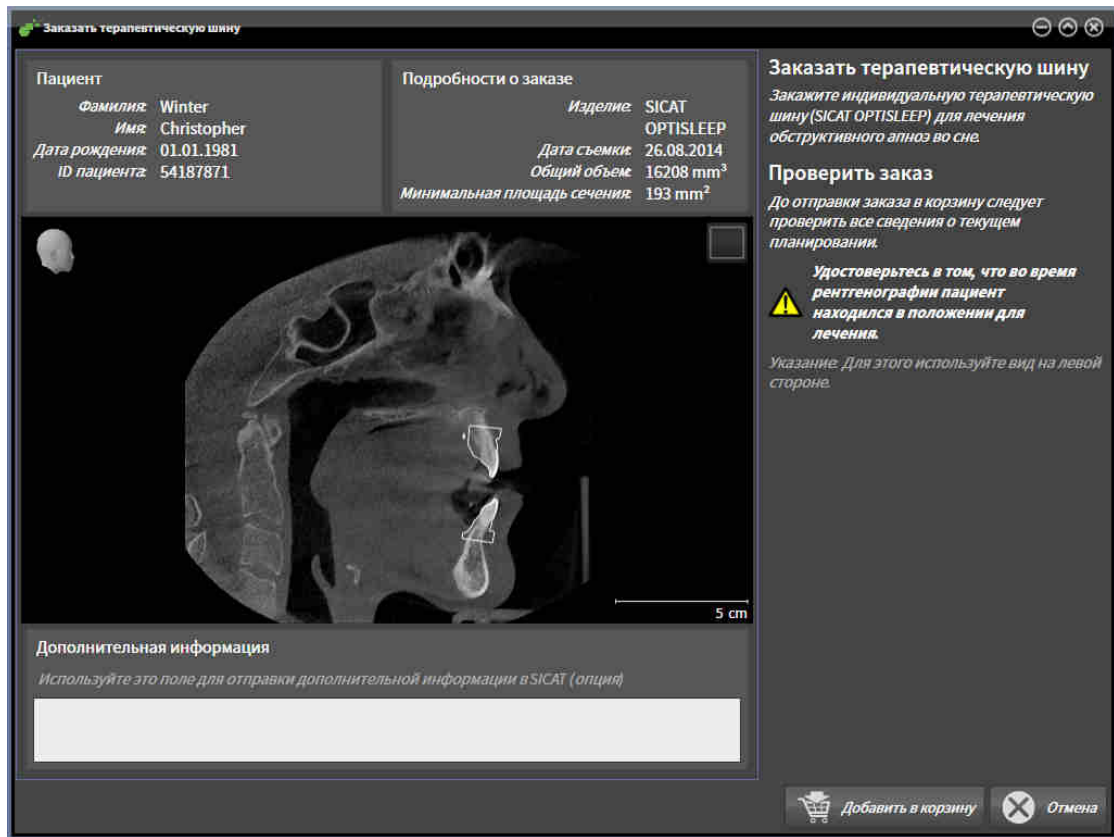 Заказать терапевтическую шину
Пациент
Фамилия: Winter
Имя: Christopher
Дата рождения: 01.01.1981
ID пациента: 54187871
Подробности о заказе
Изделие: SICAT
OPTISLEEP
Дата съемки: 26.08.2014
Общий объем: 16208 mm³
Минимальная площадь сечения: 193 mm²
5 cm
Дополнительная информация
Используйте это поле для отправки дополнительной информации в SICAT (опция)
Заказать терапевтическую шину
Закажите индивидуальную терапевтическую
шину (SICAT OPTISLEEP) для лечения
обструктивного апноэ во сне.
Проверить заказ
До отправки заказа в корзину следует
проверить все сведения о текущем
планировании.
Удостоверьтесь в том, что во время
рентгенографии пациент
находился в положении для
лечения.
Указание: Для этого используйте вид на левой
стороне.
Добавить в корзину
Отмена